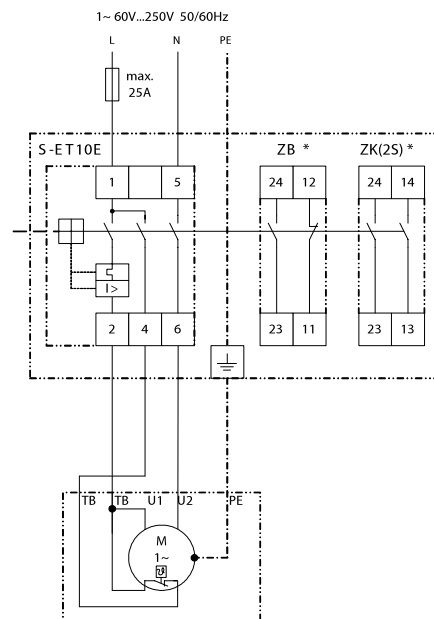 1~ 60V...250V 50/60Hz
L N PE
max.
25A
S-ET10E ZB * ZK(2S) *
1 5 24 12 24 14
I>
2 4 6 23 11 23 13
TB TB U1 U2 PE
M
1~
ϑ